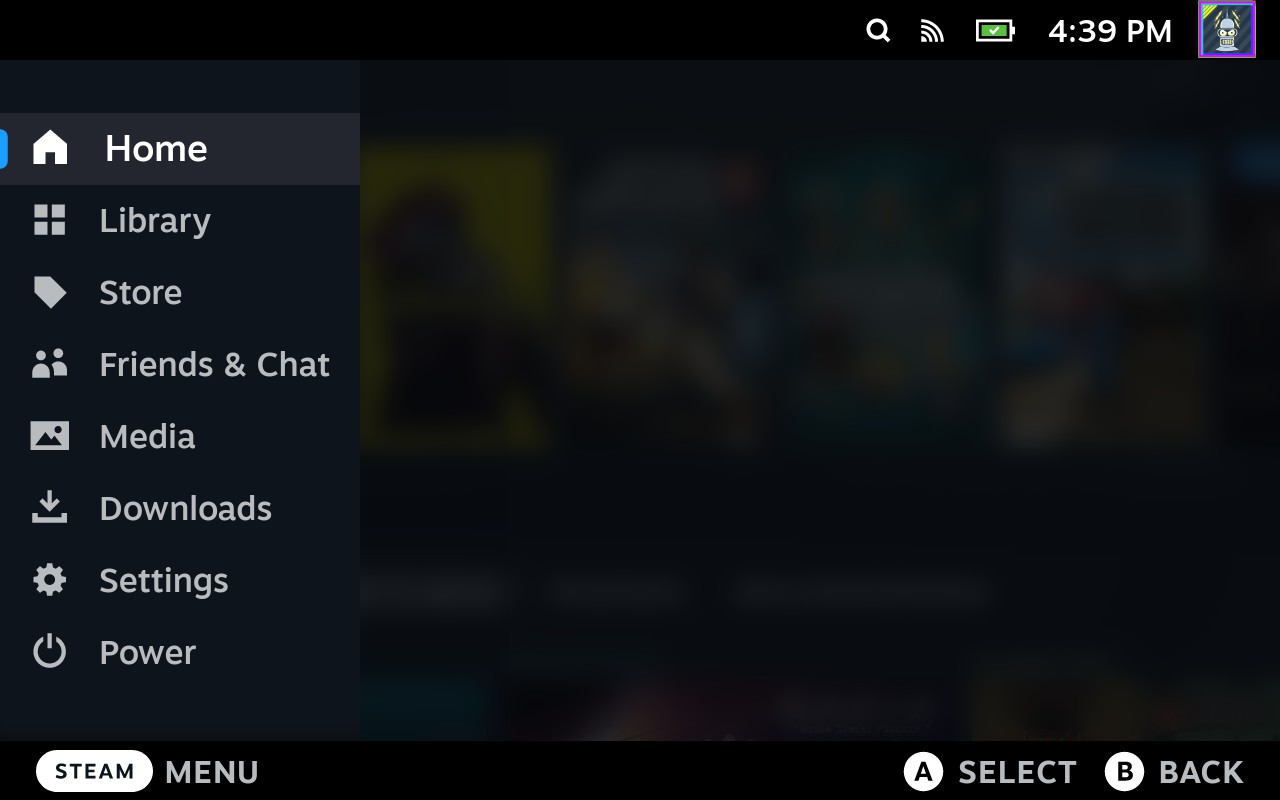 4:39 PM
Home
Library
Store
Friends & Chat
Media
Downloads
Settings
Power
STEAM MENU
A SELECT B BACK